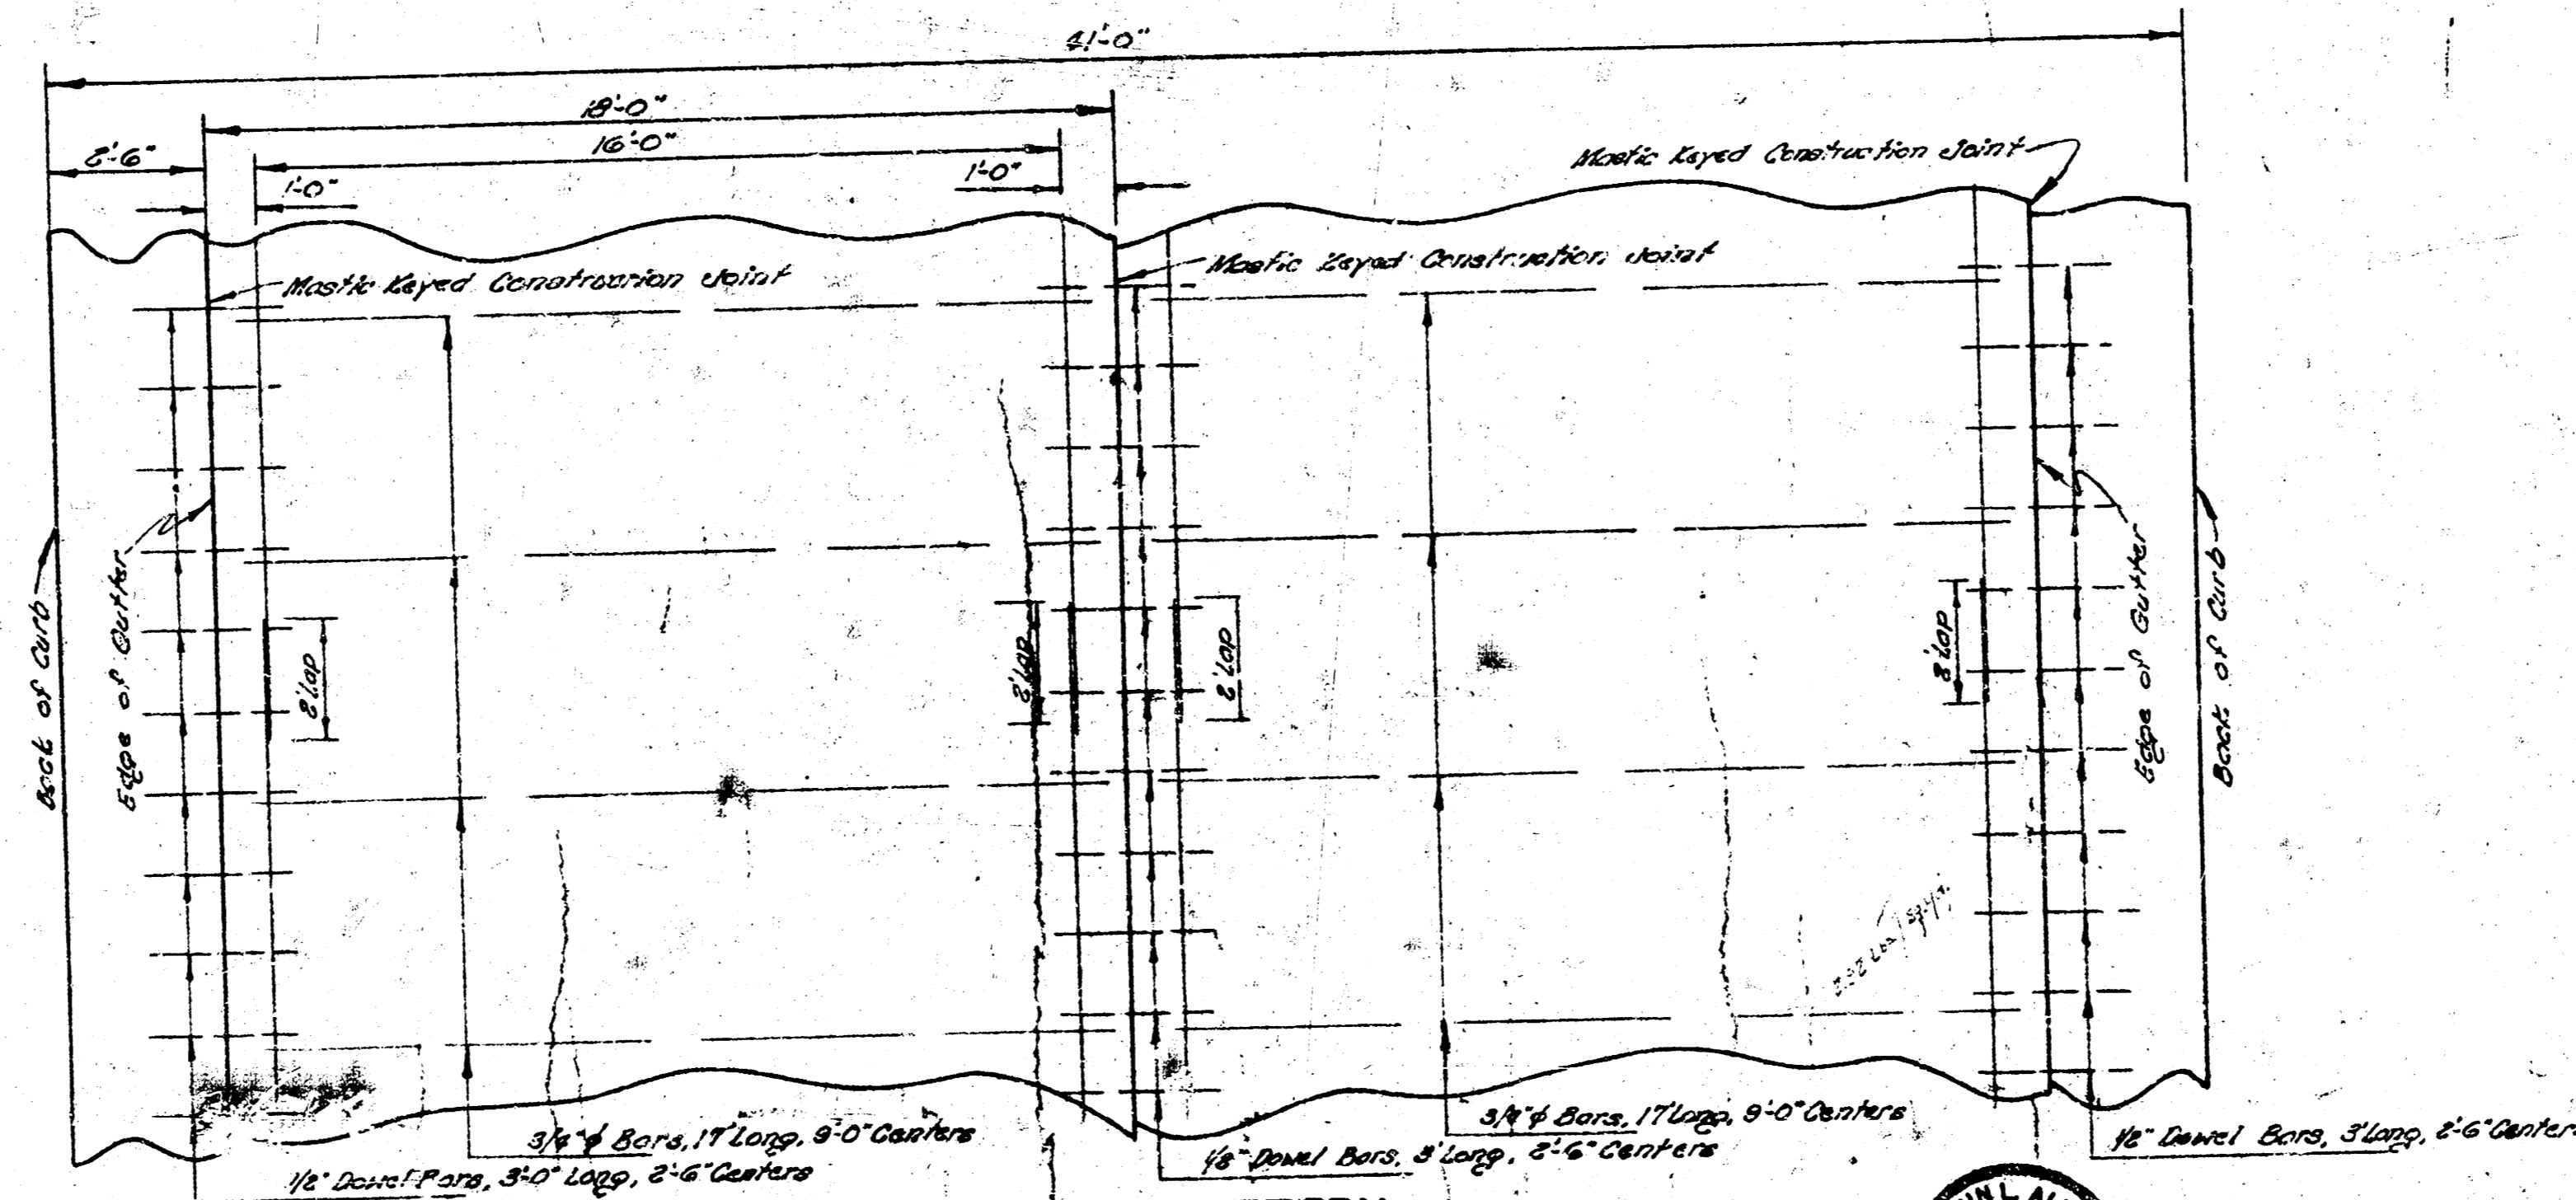 41'-0"
18'-0"
16'-0"
2'-6"
1'-0"
1'-0"
Mastic Keyed Construction Joint
Mastic Keyed Construction Joint
Mastic Keyed Construction Joint
Back of Curb
Edge of Gutter
2' Lap
2' Lap
2' Lap
2' Lap
Edge of Gutter
Back of Curb
3/4"φ Bars, 17' Long, 9'-0" Centers
1/2" Dowel Bars, 3'-0" Long, 2'-6" Centers
3/4"φ Bars, 17' Long, 9'-0" Centers
1/2" Dowel Bars, 3' Long, 2'-6" Centers
1/2" Dowel Bars, 3' Long, 2'-6" Centers